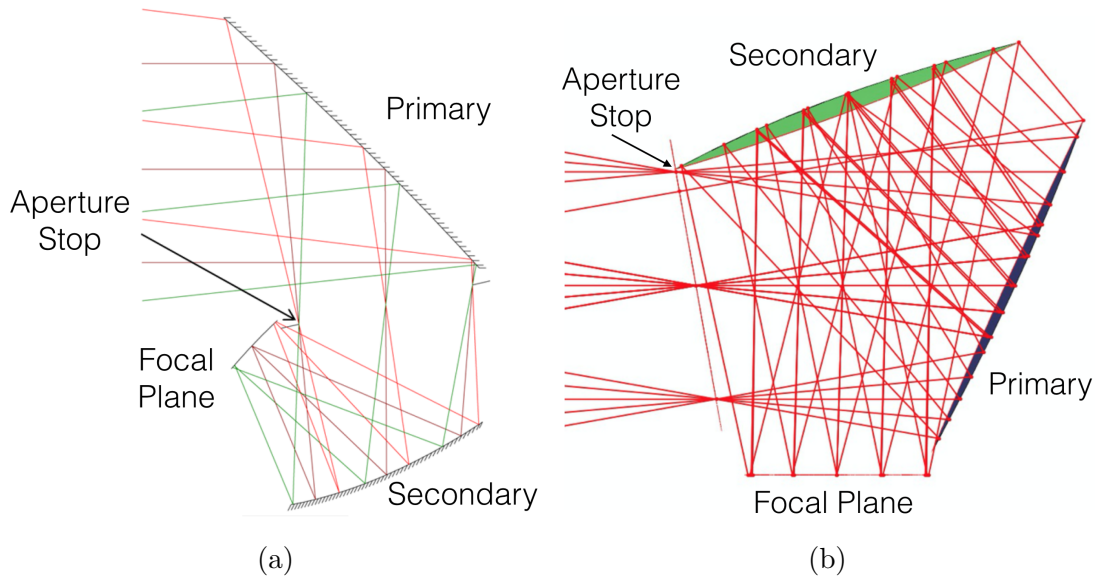 Primary
Aperture
Stop
Focal
Plane
Secondary
(a)
Secondary
Aperture
Stop
Primary
Focal Plane
(b)